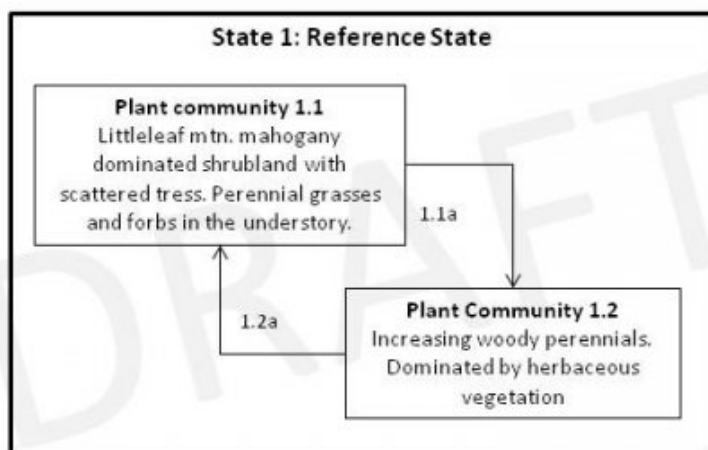 State 1: Reference State
Plant community 1.1
Littleleaf mtn. mahogany
dominated shrubland with
scattered tress. Perennial grasses
and forbs in the understory.
1.1a
1.2a
Plant Community 1.2
Increasing woody perennials.
Dominated by herbaceous
vegetation
DRAFT